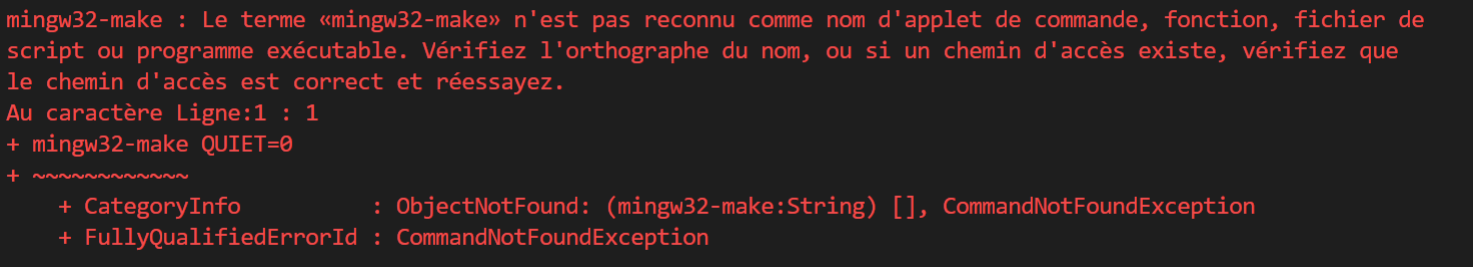 mingw32-make : Le terme «mingw32-make» n'est pas reconnu comme nom d'applet de commande, fonction, fichier de
script ou programme exécutable. Vérifiez l'orthographe du nom, ou si un chemin d'accès existe, vérifiez que
le chemin d'accès est correct et réessayez.
Au caractère Ligne:1 : 1
+ mingw32-make QUIET=0
+ ~~~~~~~~~~~~
    + CategoryInfo          : ObjectNotFound: (mingw32-make:String) [], CommandNotFoundException
    + FullyQualifiedErrorId : CommandNotFoundException